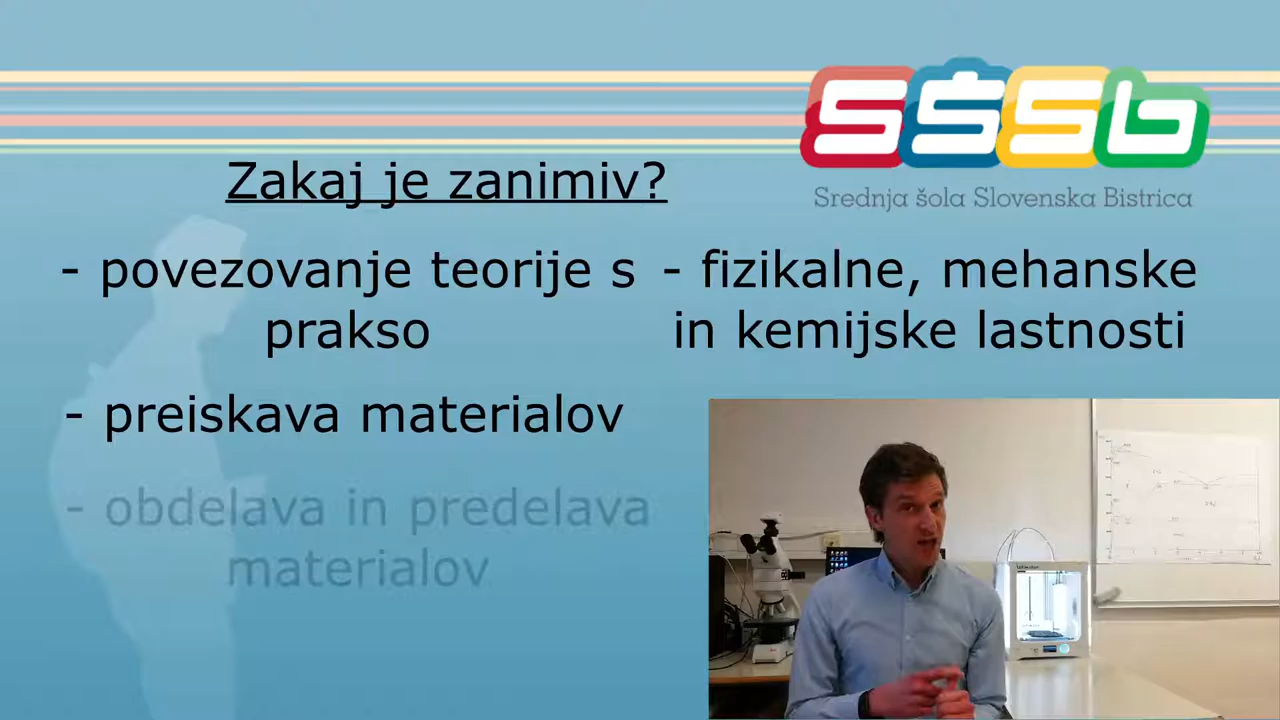 SŠSb
Srednja šola Slovenska Bistrica
Zakaj je zanimiv?
- povezovanje teorije s
prakso
- preiskava materialov
- obdelava in predelava
materialov
- fizikalne, mehanske
in kemijske lastnosti